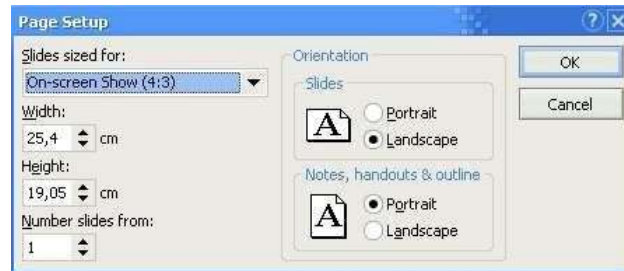 Page Setup
Slides sized for:
On-screen Show (4:3)
Width:
25,4 cm
Height:
19,05 cm
Number slides from:
1
Orientation
Slides
A
Portrait
Landscape
Notes, handouts & outline
A
Portrait
Landscape
OK
Cancel